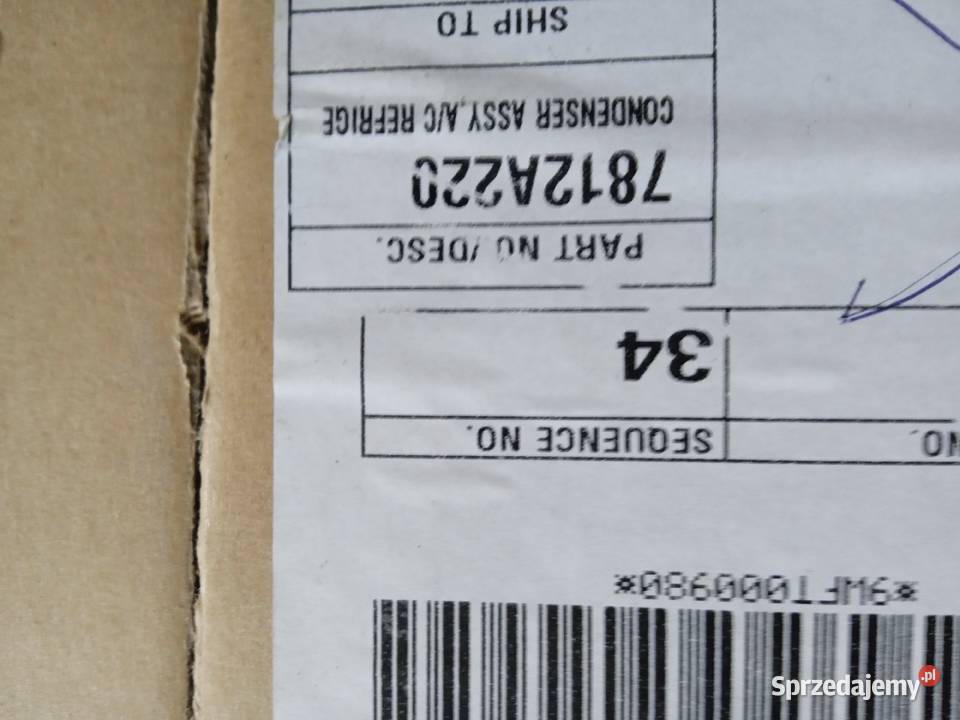 *9WFT000980*
NO.
SEQUENCE NO.
34
PART NO/DESC.
7812A220
CONDENSER ASSY,A/C REFRIGE
SHIP TO
Sprzedajemy.pl